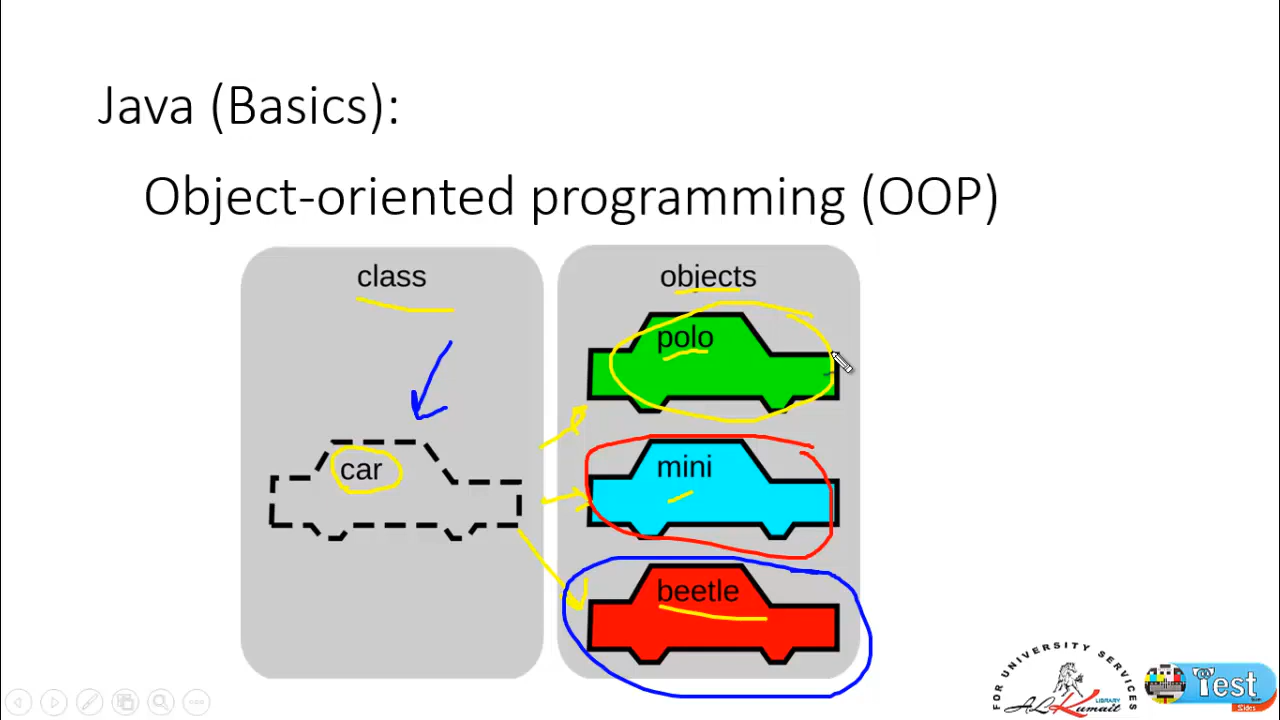 Java (Basics):
Object-oriented programming (OOP)
class
car
objects
polo
mini
beetle
FOR UNIVERSITY SERVICES
LIBRARY
AL Kumait
Test
Slides